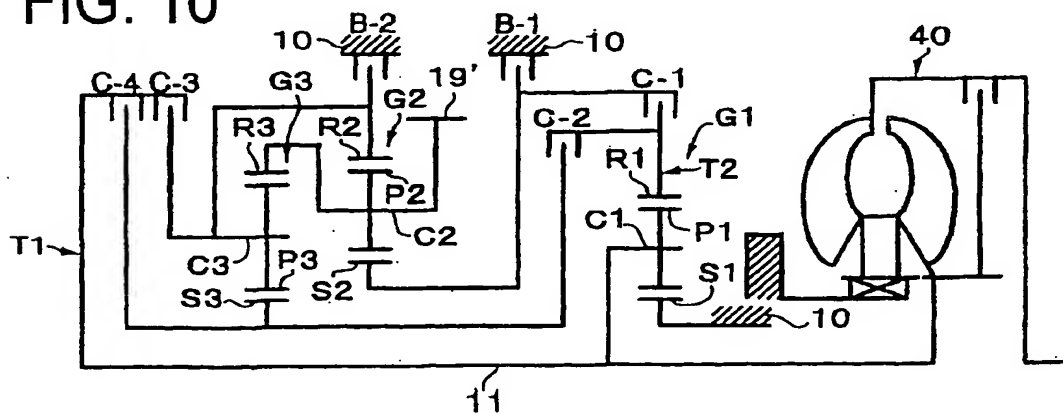 FIG. 10
B-2 B-1
10 10 40
19'
C-4 C-3 C-1
G3 G2 C-2 G1
R3 R2 R1 T2
P2
C1 P1
T1 C3 P3 C2
S3 S2 S1
10
11